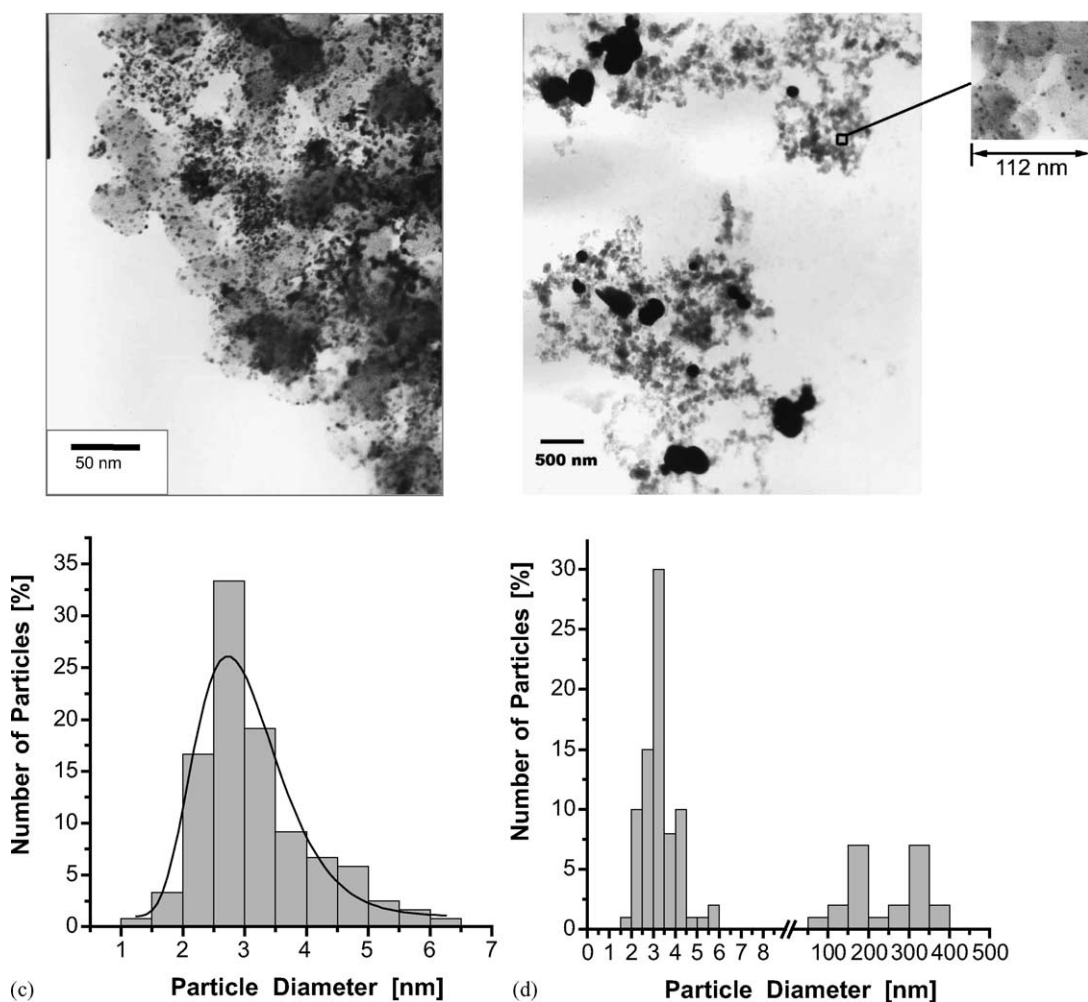 50 nm
500 nm
112 nm
Number of Particles [%]
35
30
25
20
15
10
5
0
1 2 3 4 5 6 7
Particle Diameter [nm]
(c)
Number of Particles [%]
30
25
20
15
10
5
0
0 1 2 3 4 5 6 7 8 100 200 300 400 500
Particle Diameter [nm]
(d)